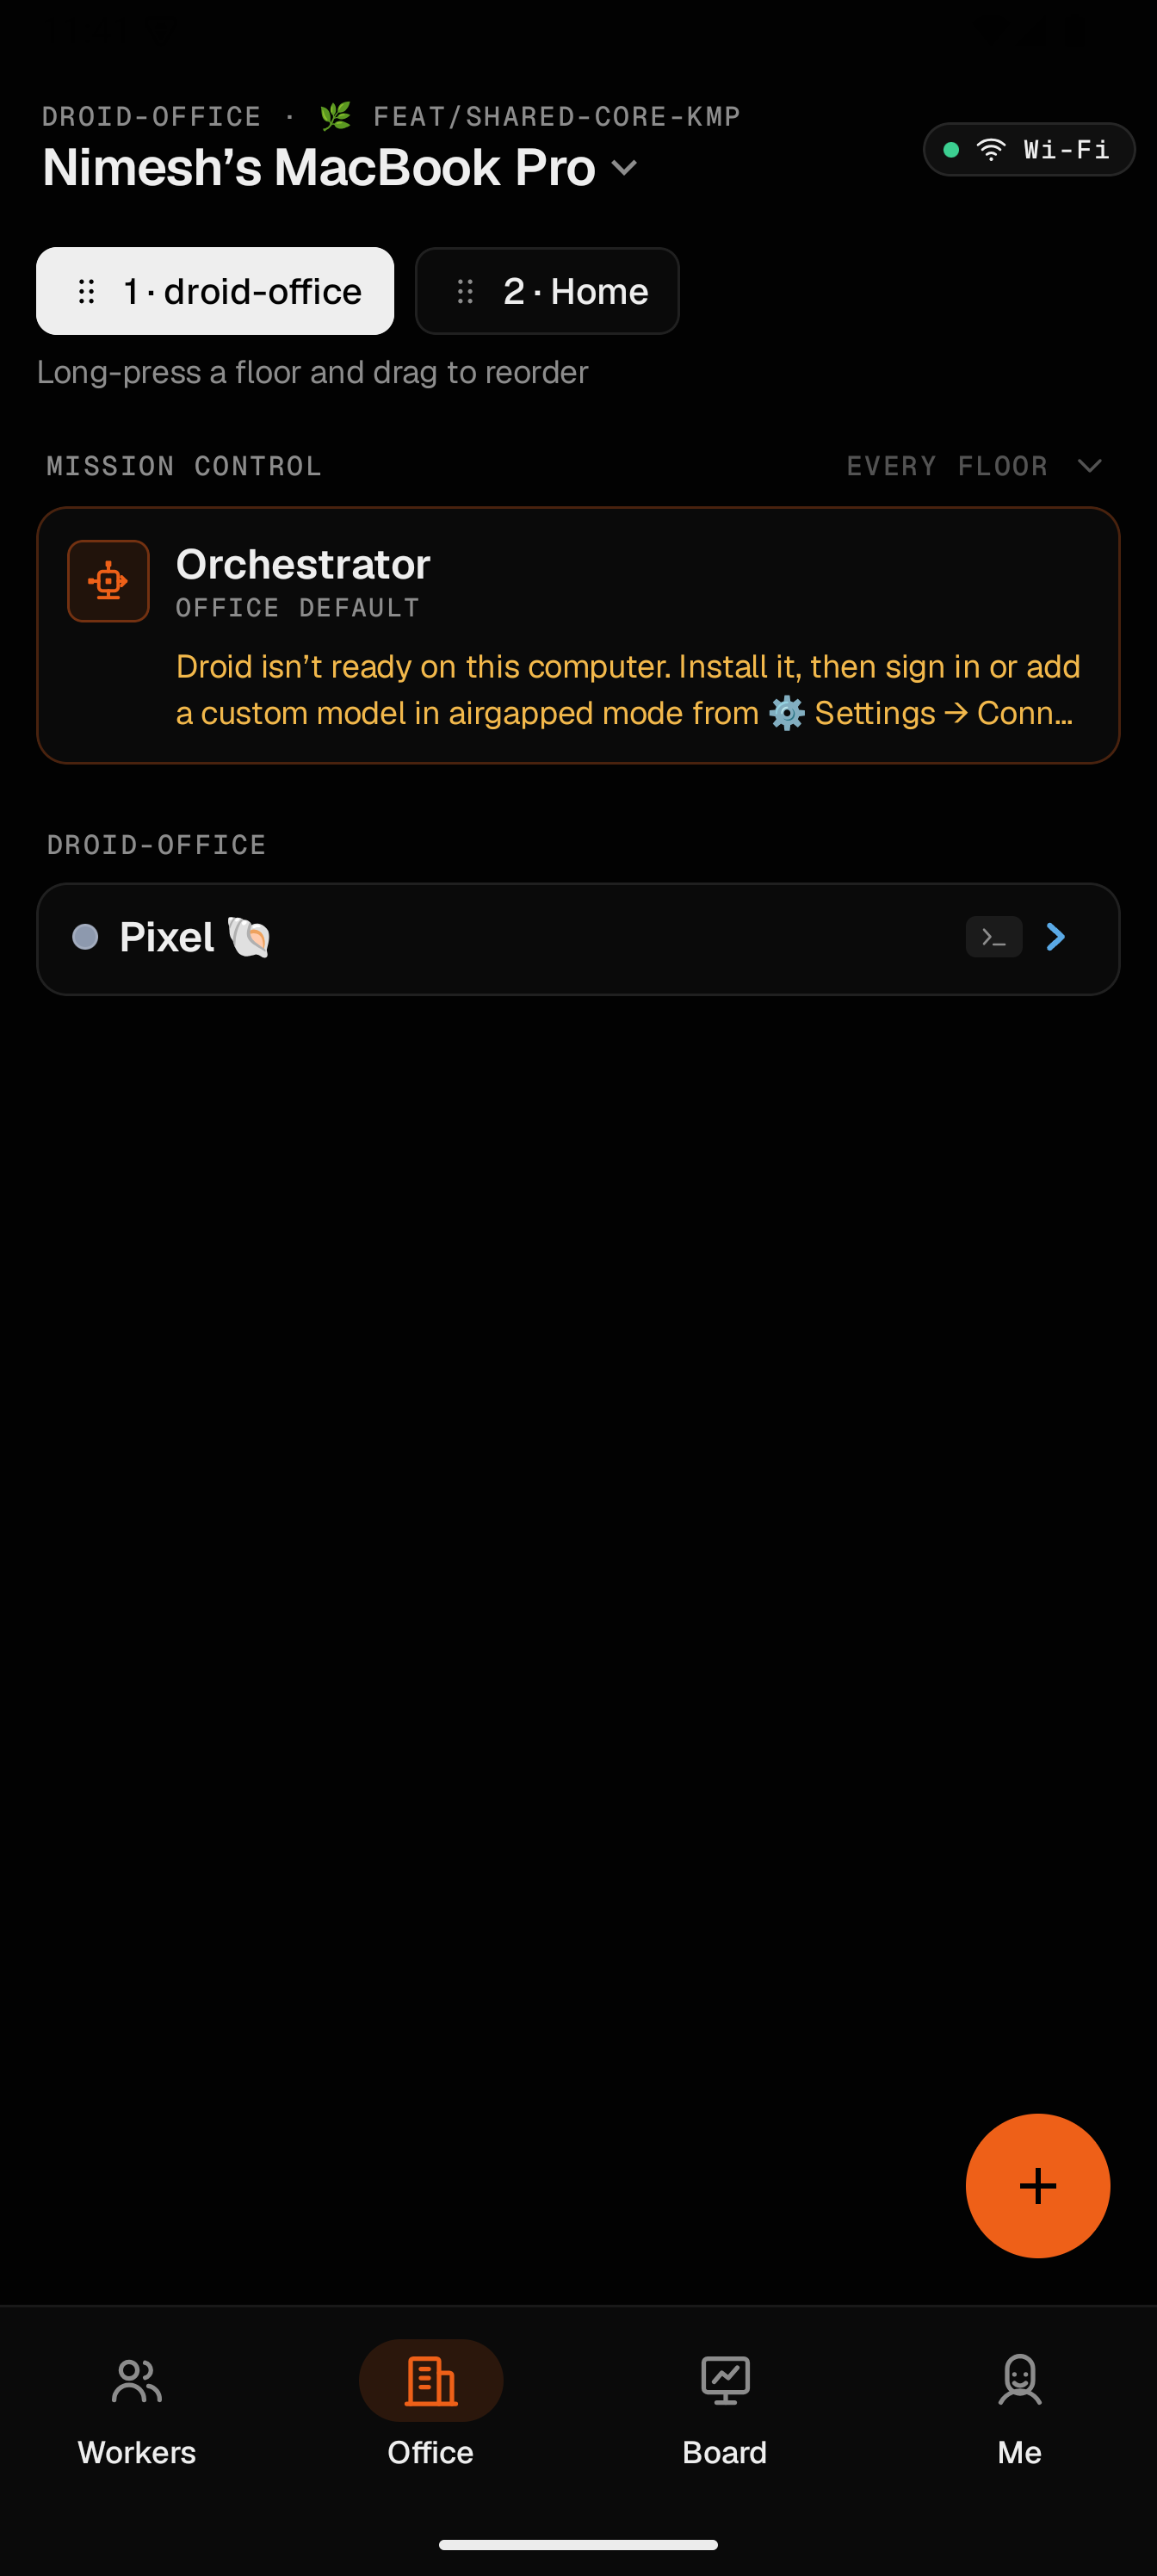 DROID-OFFICE · 🌿 FEAT/SHARED-CORE-KMP
Nimesh’s MacBook Pro
Wi-Fi
1 · droid-office
2 · Home
Long-press a floor and drag to reorder
MISSION CONTROL
EVERY FLOOR
Orchestrator
OFFICE DEFAULT
Droid isn’t ready on this computer. Install it, then sign in or add
a custom model in airgapped mode from ⚙️ Settings → Conn…
DROID-OFFICE
Pixel 🐚
Workers
Office
Board
Me